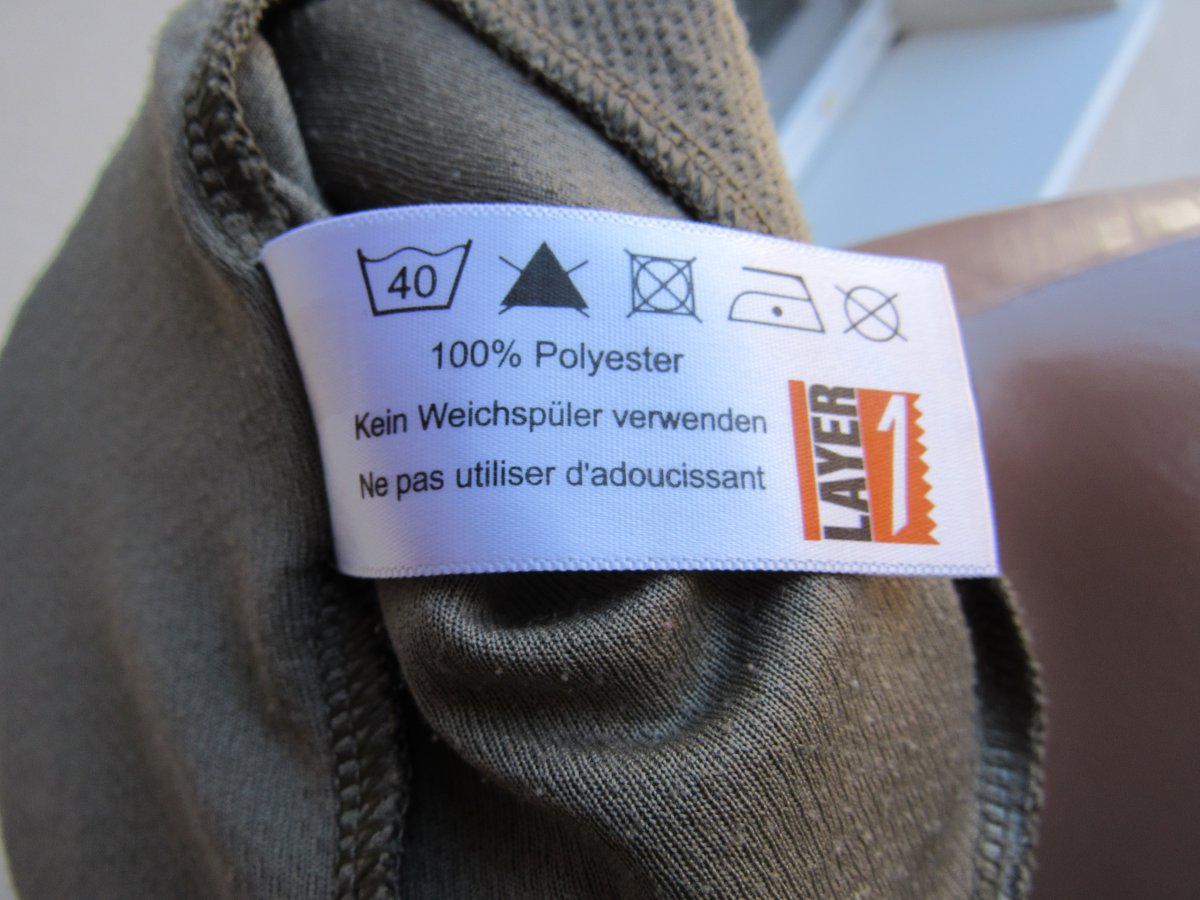 40
100% Polyester
Kein Weichspüler verwenden
Ne pas utiliser d'adoucissant
LAYER 1